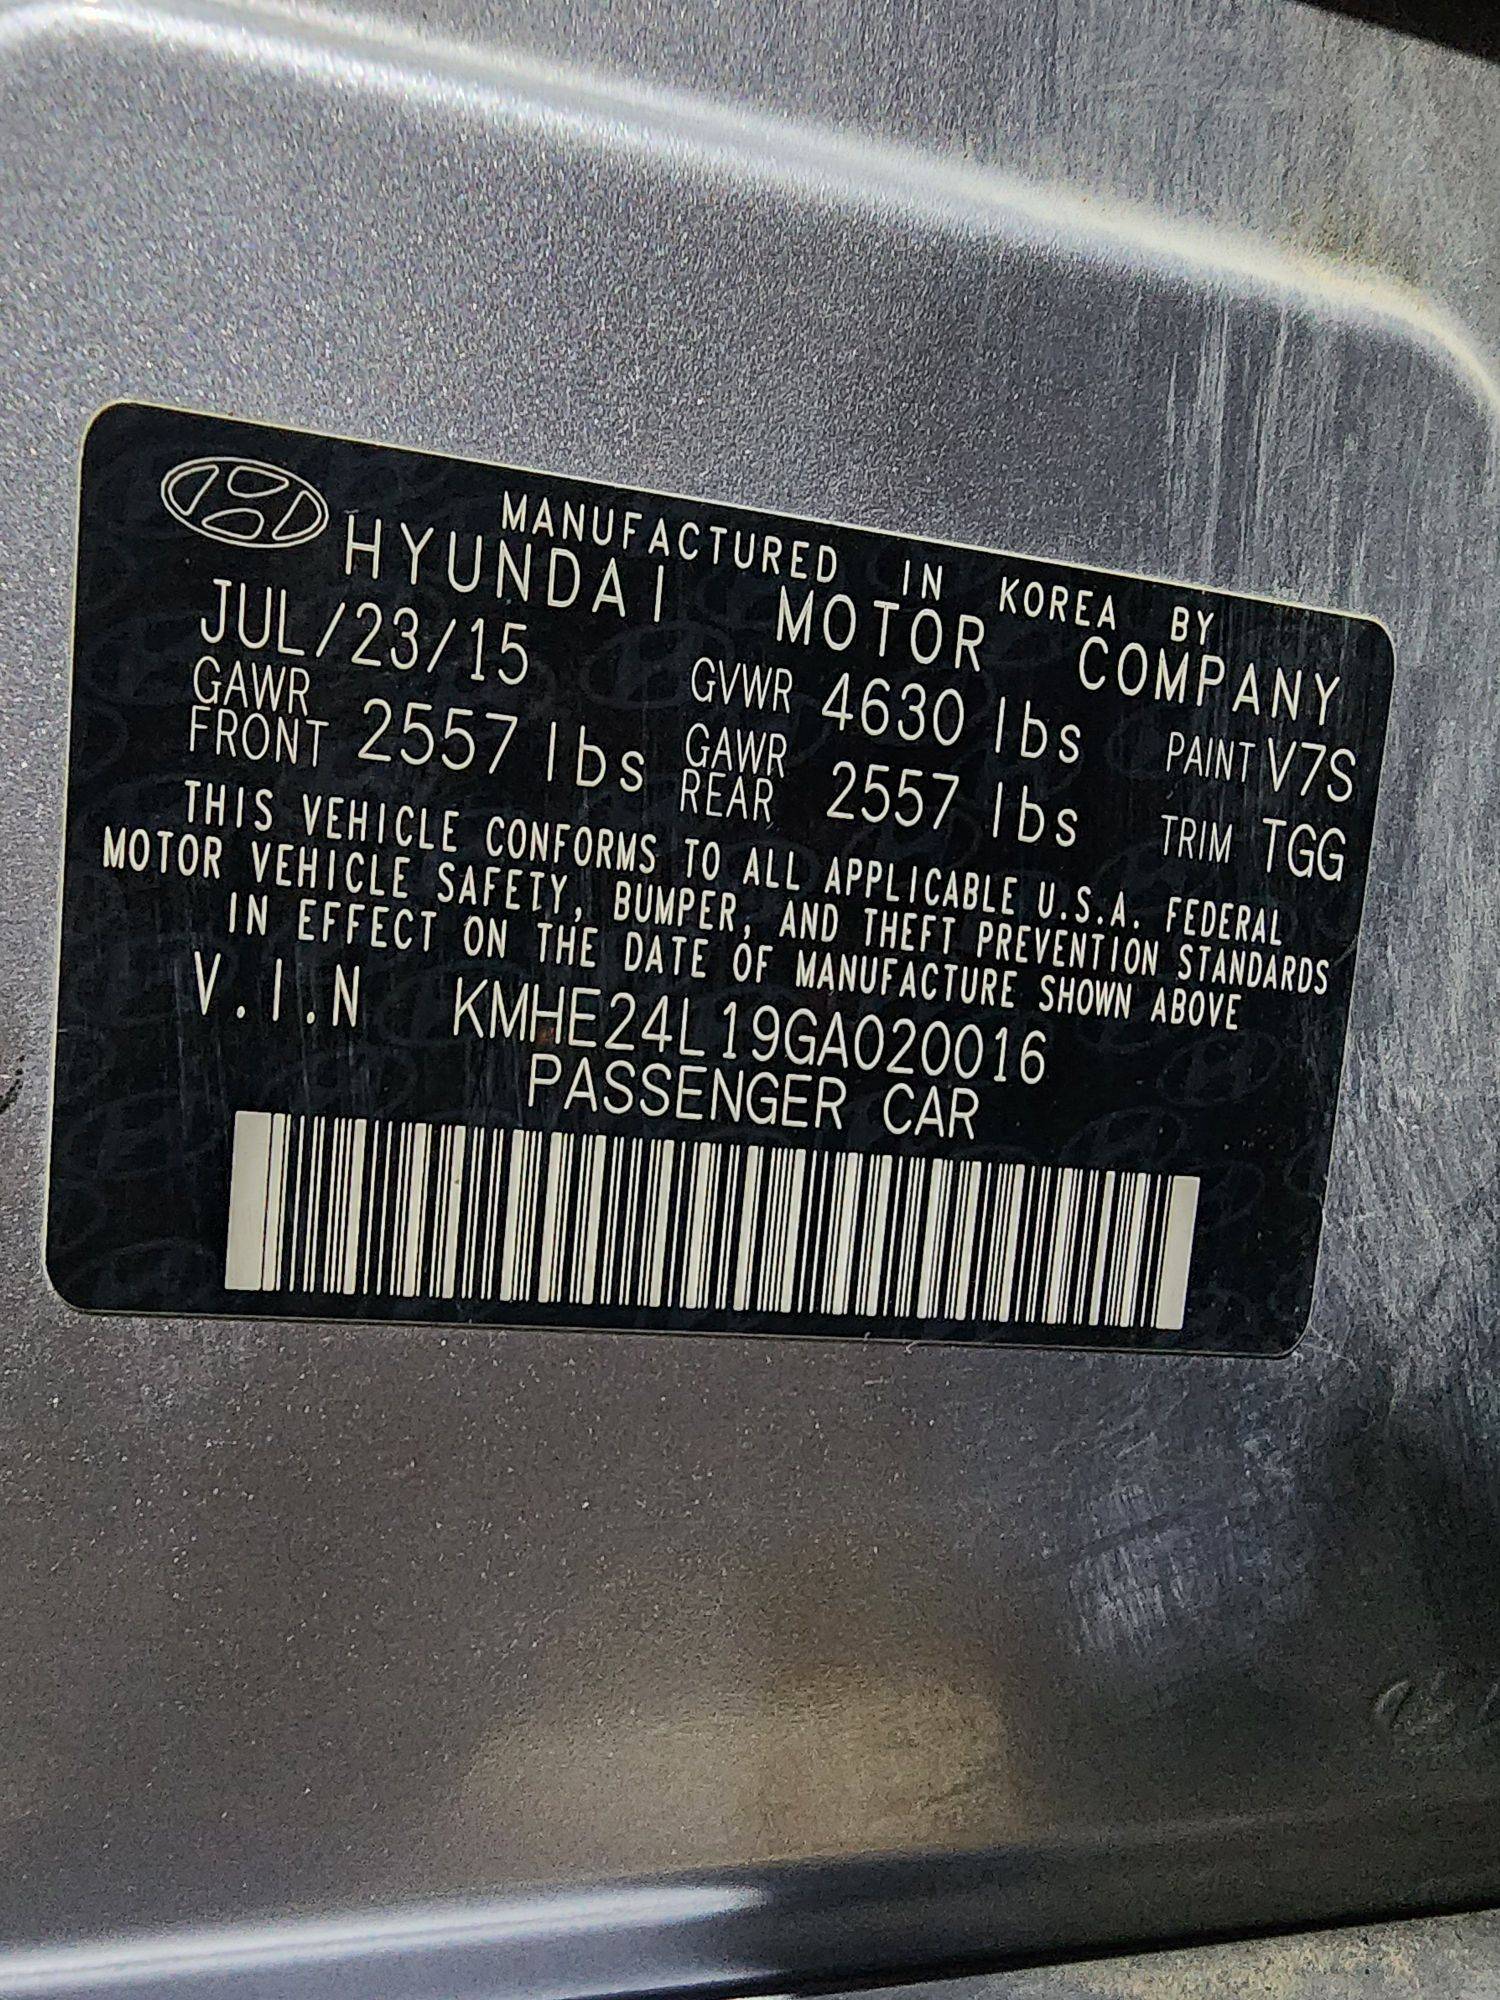 MANUFACTURED IN KOREA BY
HYUNDAI MOTOR COMPANY
JUL/23/15 GVWR 4630 lbs PAINT V7S
GAWR FRONT 2557 lbs GAWR REAR 2557 lbs TRIM TGG
THIS VEHICLE CONFORMS TO ALL APPLICABLE U.S.A. FEDERAL
MOTOR VEHICLE SAFETY, BUMPER, AND THEFT PREVENTION STANDARDS
IN EFFECT ON THE DATE OF MANUFACTURE SHOWN ABOVE
V.I.N KMHE24L19GA020016
PASSENGER CAR